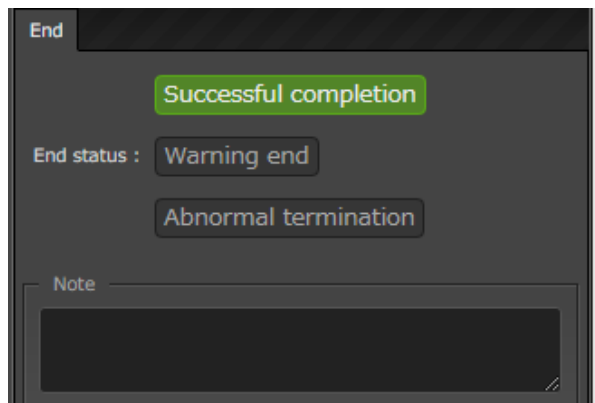 End
Successful completion
End status : Warning end
Abnormal termination
Note